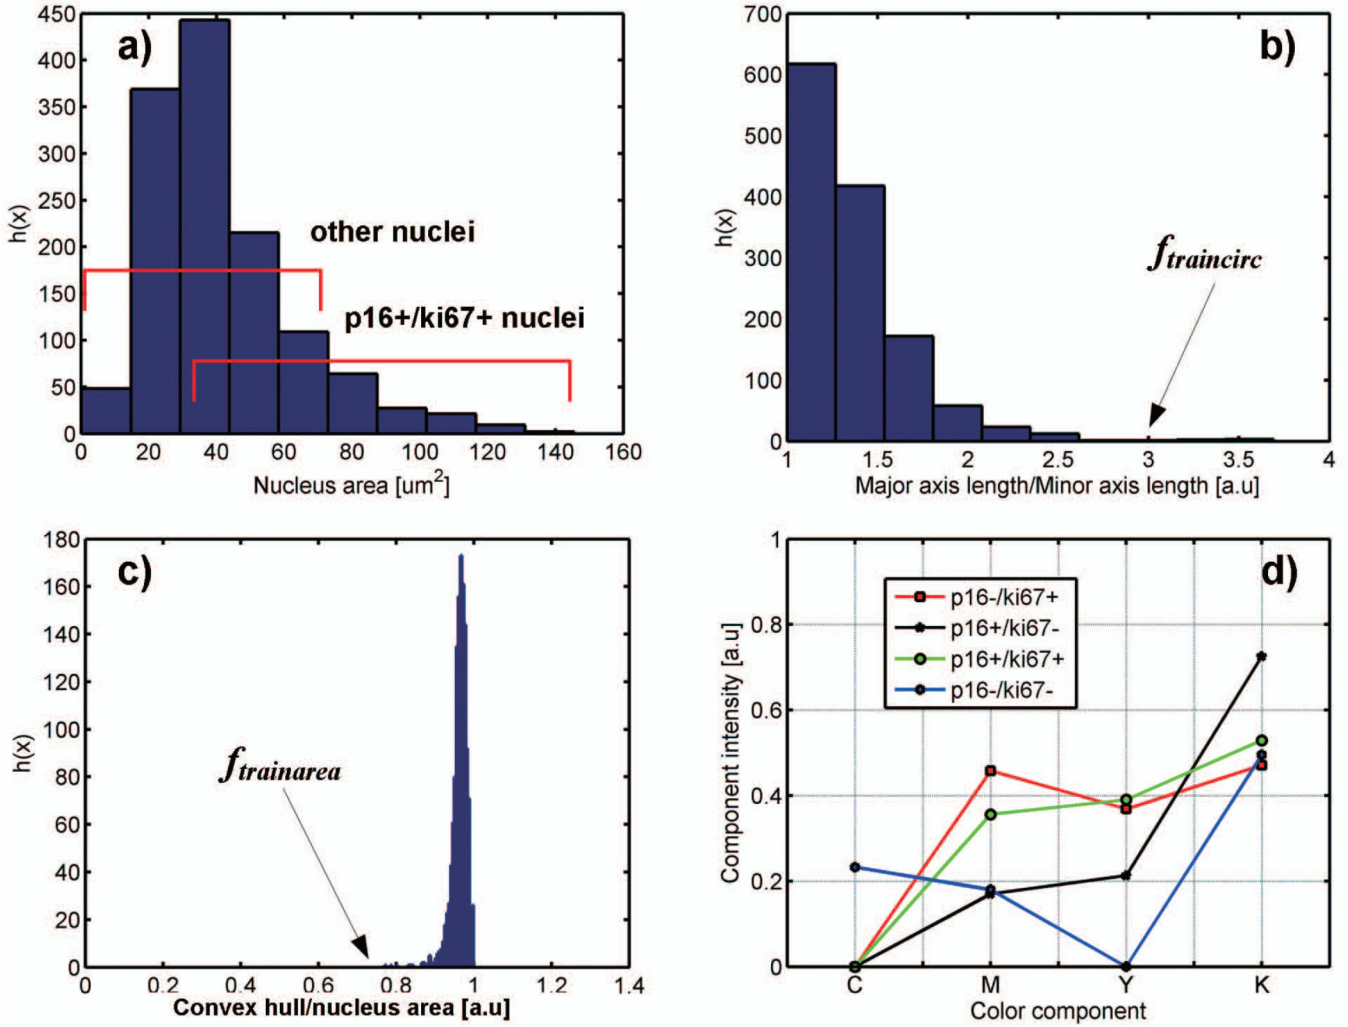 a)
450
400
350
300
250
200
150
100
50
0
h(x)
other nuclei
p16+/ki67+ nuclei
0 20 40 60 80 100 120 140 160
Nucleus area [um²]
b)
700
600
500
400
300
200
100
0
h(x)
f traincirc
1 1.5 2 2.5 3 3.5 4
Major axis length/Minor axis length [a.u]
c)
180
160
140
120
100
80
60
40
20
0
h(x)
f trainarea
0 0.2 0.4 0.6 0.8 1 1.2 1.4
Convex hull/nucleus area [a.u]
d)
1
0.8
0.6
0.4
0.2
0
Component intensity [a.u]
p16-/ki67+
p16+/ki67-
p16+/ki67+
p16-/ki67-
C M Y K
Color component